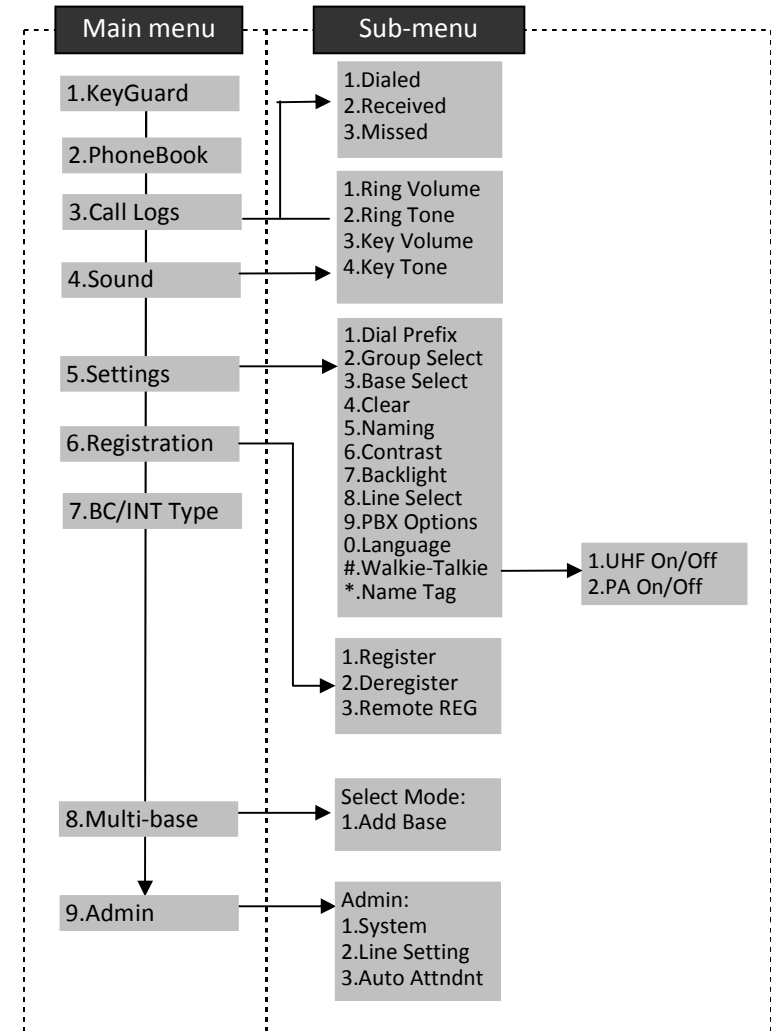 Main menu
Sub-menu
1.KeyGuard
2.PhoneBook
3.Call Logs
4.Sound
5.Settings
6.Registration
7.BC/INT Type
8.Multi-base
9.Admin
1.Dialed
2.Received
3.Missed
1.Ring Volume
2.Ring Tone
3.Key Volume
4.Key Tone
1.Dial Prefix
2.Group Select
3.Base Select
4.Clear
5.Naming
6.Contrast
7.Backlight
8.Line Select
9.PBX Options
0.Language
#.Walkie-Talkie
*.Name Tag
1.UHF On/Off
2.PA On/Off
1.Register
2.Deregister
3.Remote REG
Select Mode:
1.Add Base
Admin:
1.System
2.Line Setting
3.Auto Attndnt